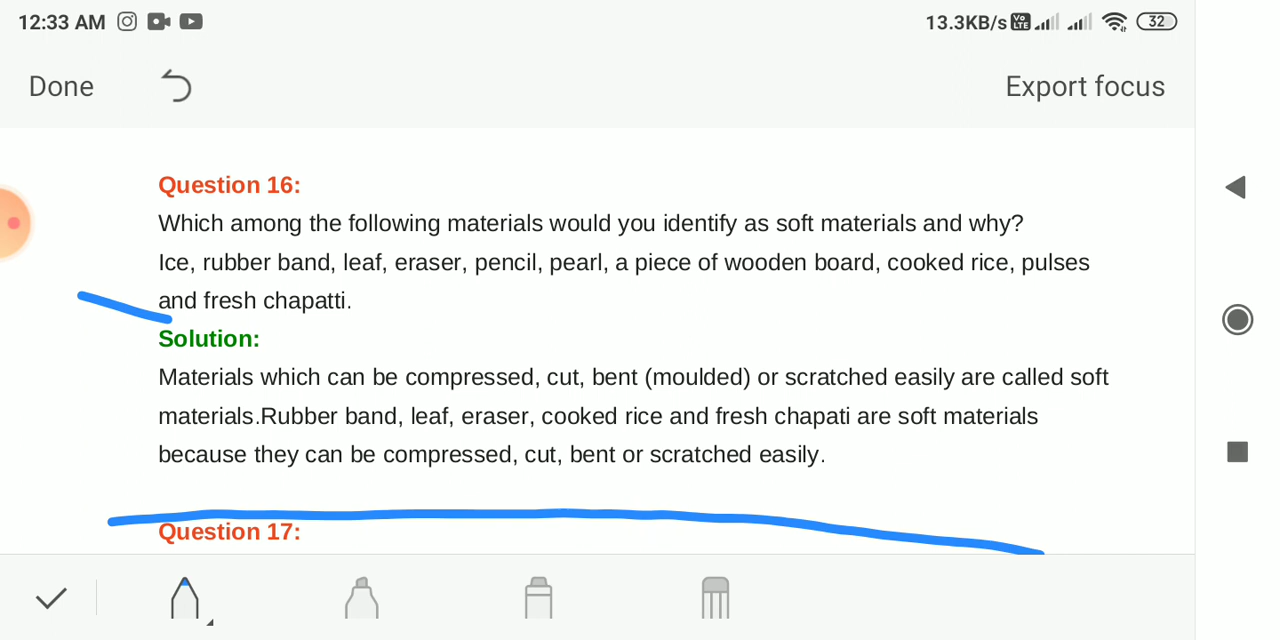 12:33 AM 13.3KB/s Vo LTE 32
Done Export focus
Question 16:
Which among the following materials would you identify as soft materials and why?
Ice, rubber band, leaf, eraser, pencil, pearl, a piece of wooden board, cooked rice, pulses
and fresh chapatti.
Solution:
Materials which can be compressed, cut, bent (moulded) or scratched easily are called soft
materials.Rubber band, leaf, eraser, cooked rice and fresh chapati are soft materials
because they can be compressed, cut, bent or scratched easily.
Question 17: